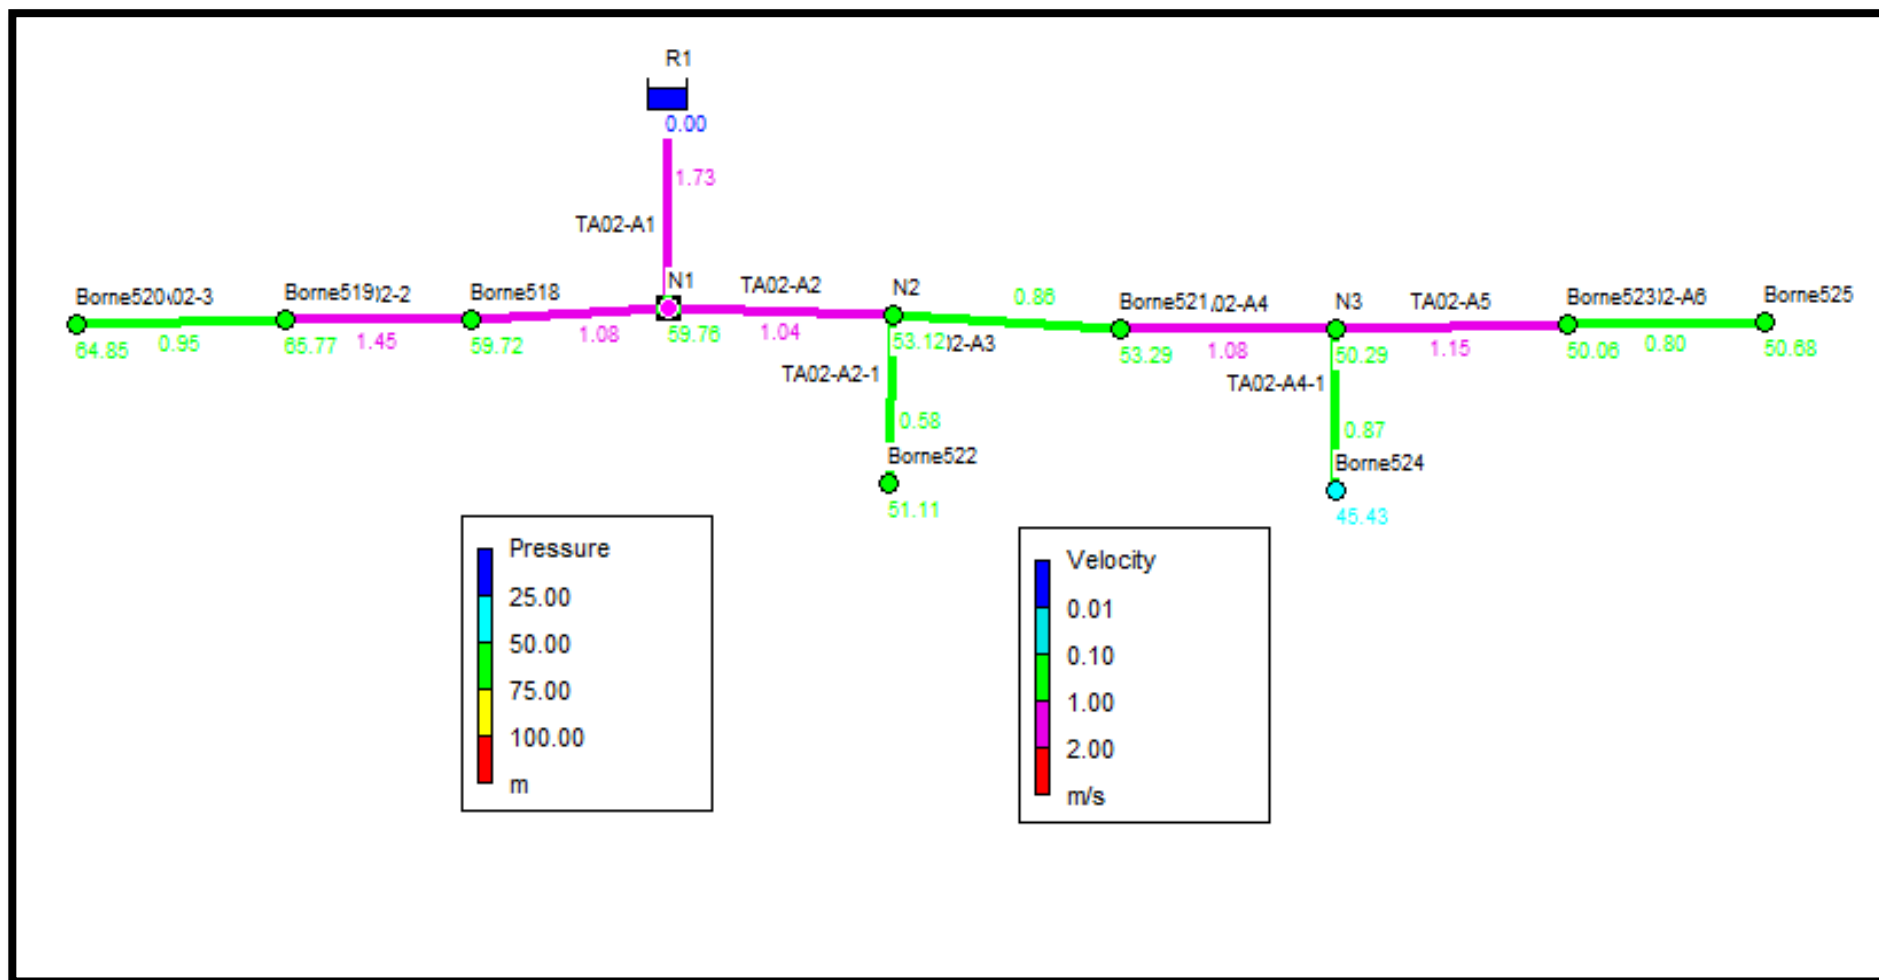 R1
0.00
1.73
TA02-A1
N1
TA02-A2
N2
0.86
Borne520 02-3
Borne519 2-2
Borne518
Borne521 02-A4
N3
TA02-A5
Borne523 2-A6
Borne525
64.85
0.95
65.77
1.45
59.72
1.08
59.76
1.04
53.12 2-A3
53.29
1.08
50.29
1.15
50.06
0.80
50.68
TA02-A2-1
TA02-A4-1
0.58
0.87
Borne522
Borne524
51.11
45.43
Pressure
25.00
50.00
75.00
100.00
m
Velocity
0.01
0.10
1.00
2.00
m/s